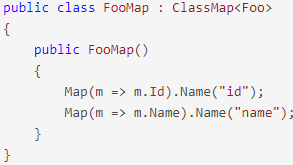 public class FooMap : ClassMap<Foo>
{
    public FooMap()
    {
        Map(m => m.Id).Name("id");
        Map(m => m.Name).Name("name");
    }
}